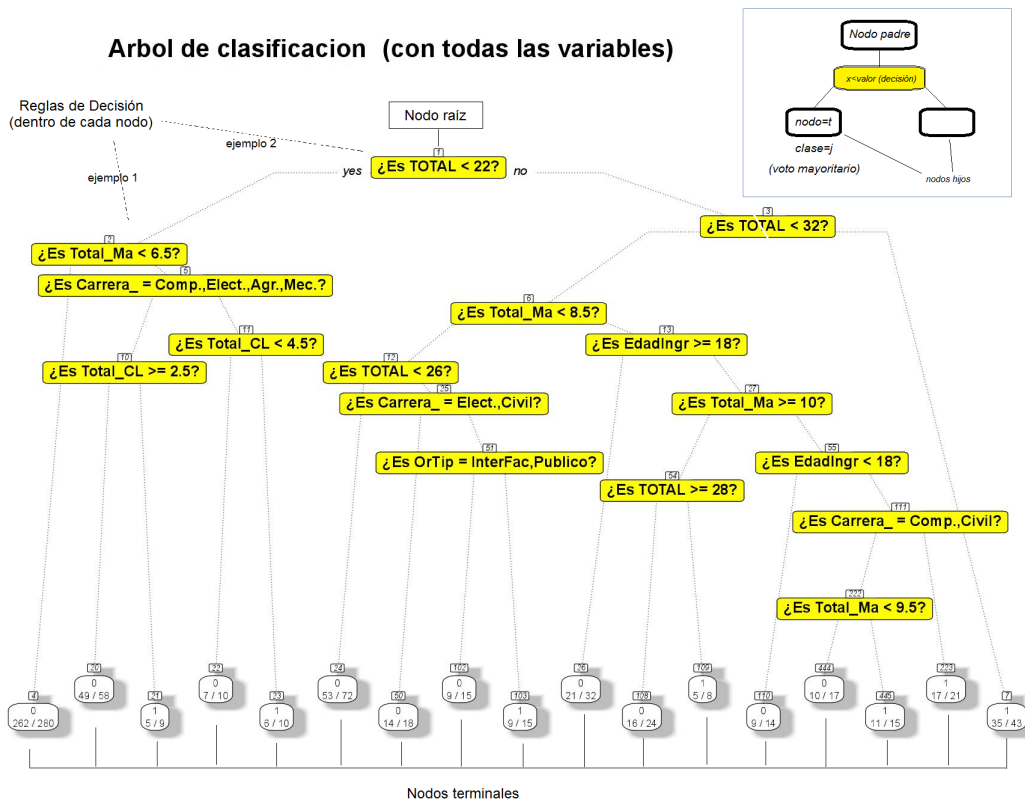 Arbol de clasificacion (con todas las variables)
Nodo padre
x<valor (decisión)
nodo=t
clase=j
(voto mayoritario)
nodos hijos
Reglas de Decisión
(dentro de cada nodo)
ejemplo 1
ejemplo 2
Nodo raíz
1
¿Es TOTAL < 22?
yes
no
2
¿Es Total_Ma < 6.5?
3
¿Es TOTAL < 32?
5
¿Es Carrera_ = Comp.,Elect.,Agr.,Mec.?
6
¿Es Total_Ma < 8.5?
11
¿Es Total_CL < 4.5?
13
¿Es EdadIngr >= 18?
10
¿Es Total_CL >= 2.5?
12
¿Es TOTAL < 26?
25
¿Es Carrera_ = Elect.,Civil?
27
¿Es Total_Ma >= 10?
51
¿Es OrTip = InterFac,Publico?
55
¿Es EdadIngr < 18?
54
¿Es TOTAL >= 28?
111
¿Es Carrera_ = Comp.,Civil?
222
¿Es Total_Ma < 9.5?
4
0
262 / 280
20
0
49 / 58
21
1
5 / 9
22
0
7 / 10
23
1
6 / 10
24
0
53 / 72
50
0
14 / 18
102
0
9 / 15
103
1
9 / 15
26
0
21 / 32
108
0
16 / 24
109
1
5 / 8
110
0
9 / 14
444
0
10 / 17
445
1
11 / 15
223
1
17 / 21
7
1
35 / 43
Nodos terminales